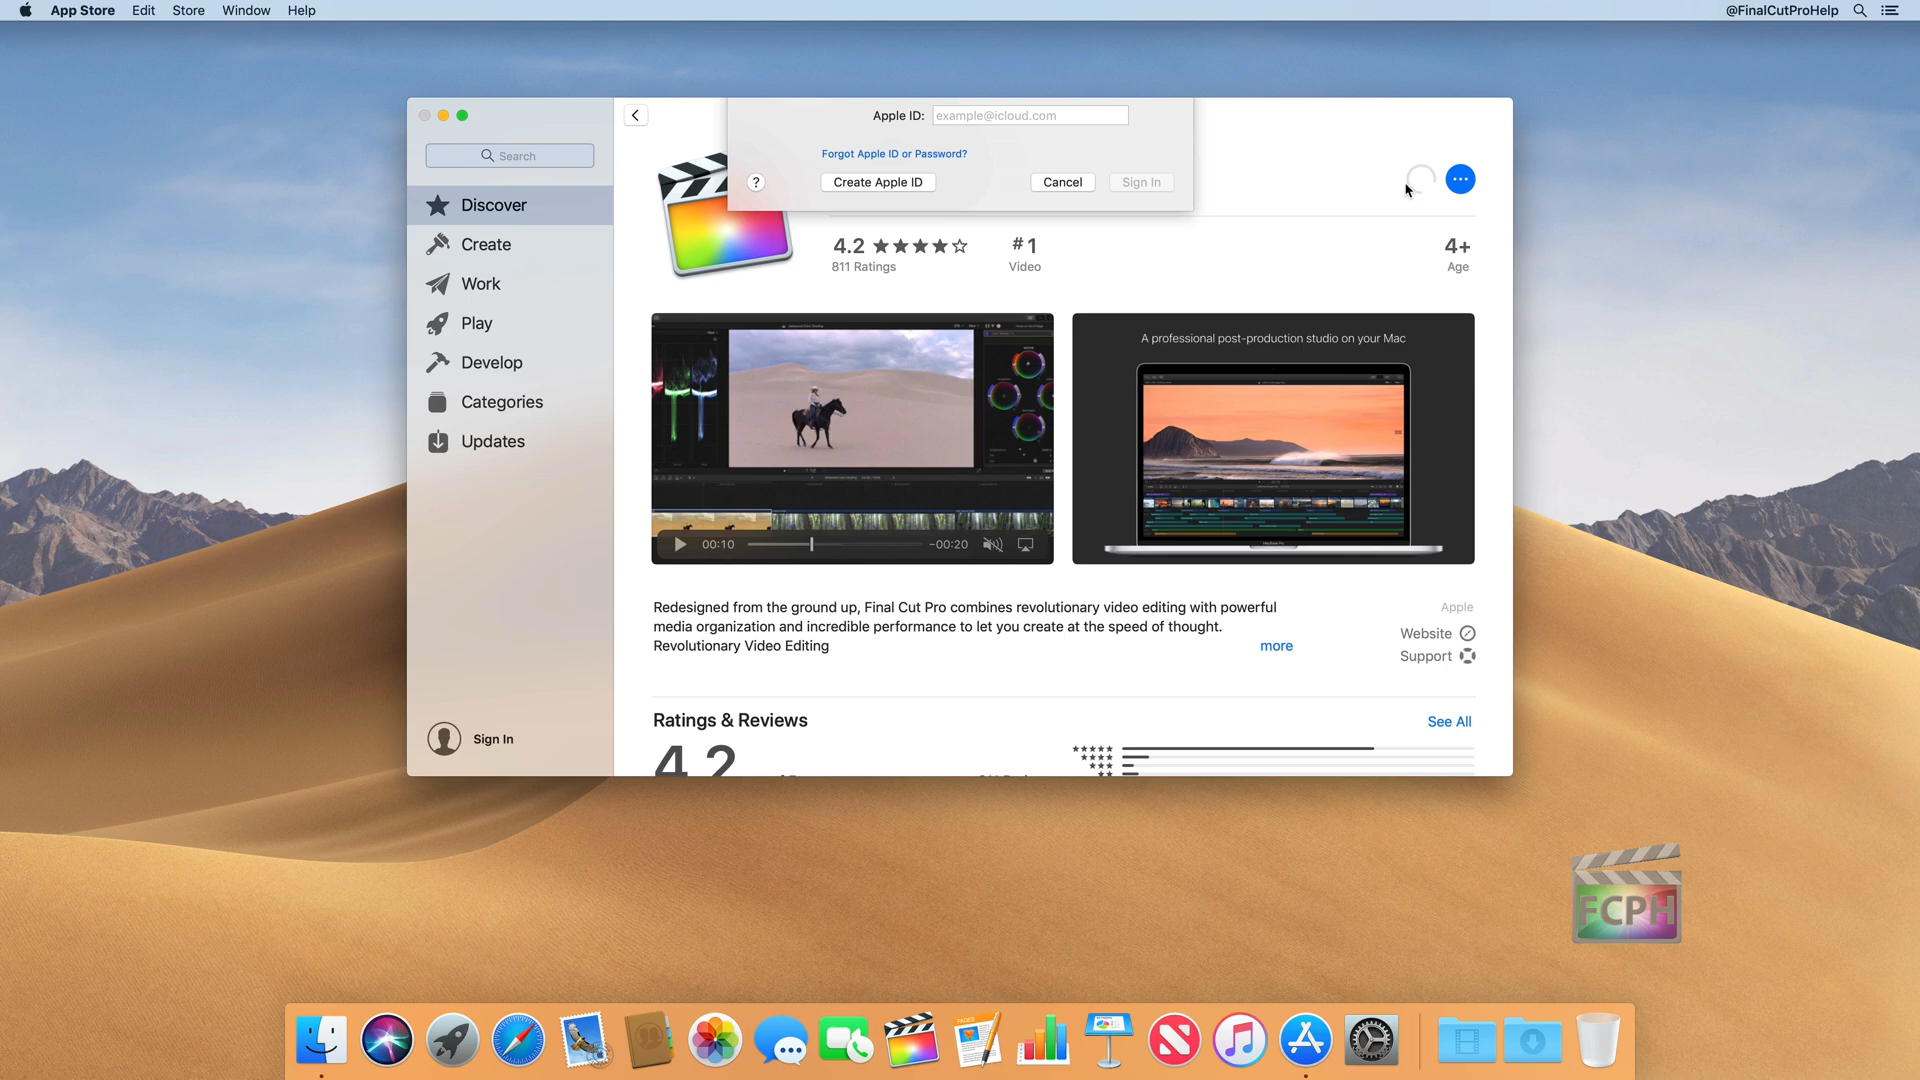 App Store Edit Store Window Help
@FinalCutProHelp
Search
Discover
Create
Work
Play
Develop
Categories
Updates
Sign In
Apple ID: example@icloud.com
Forgot Apple ID or Password?
? Create Apple ID Cancel Sign In
4.2 #1 4+
811 Ratings Video Age
A professional post-production studio on your Mac
00:10 -00:20
Redesigned from the ground up, Final Cut Pro combines revolutionary video editing with powerful
media organization and incredible performance to let you create at the speed of thought.
Revolutionary Video Editing more
Apple
Website
Support
Ratings & Reviews See All
4.2
FCPH
PAGES